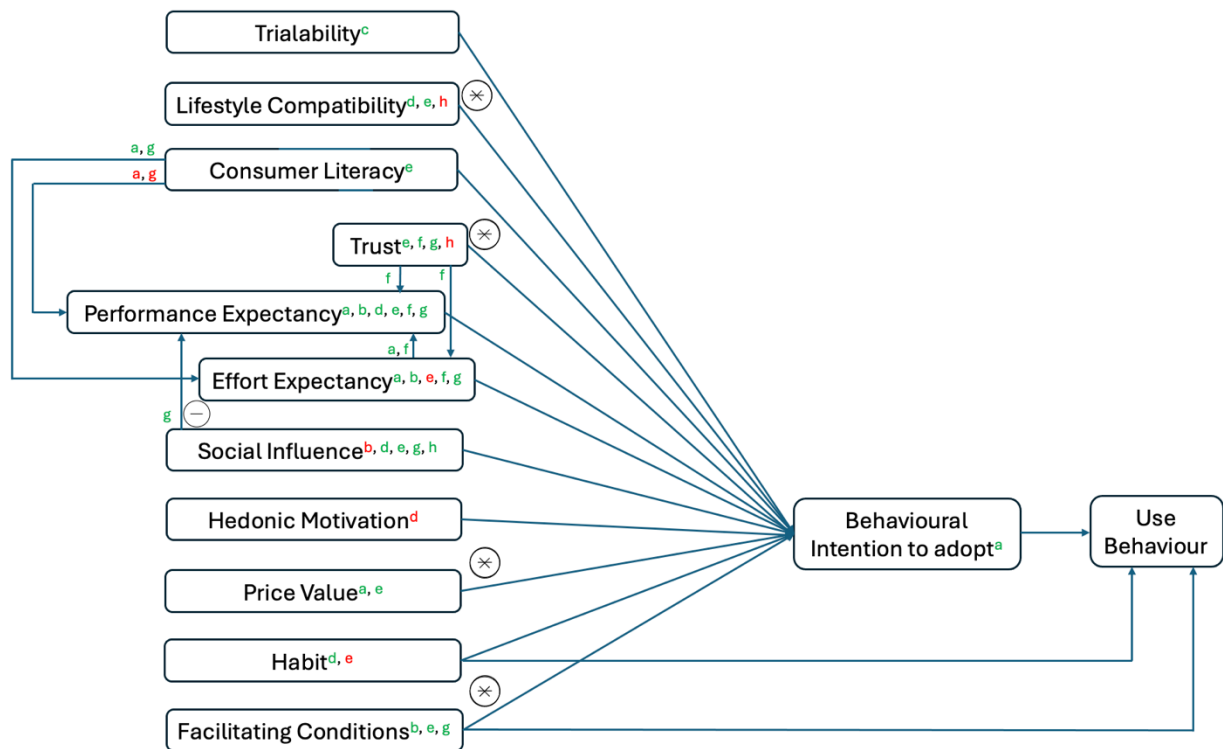 Trialability^c
Lifestyle Compatibility^d, e, h
a, g
Consumer Literacy^e
a, g
Trust^e, f, g, h
f
f
Performance Expectancy^a, b, d, e, f, g
a, f
Effort Expectancy^a, b, e, f, g
g
Social Influence^b, d, e, g, h
Hedonic Motivation^d
Behavioural
Intention to adopt^a
Use
Behaviour
Price Value^a, e
Habit^d, e
Facilitating Conditions^b, e, g